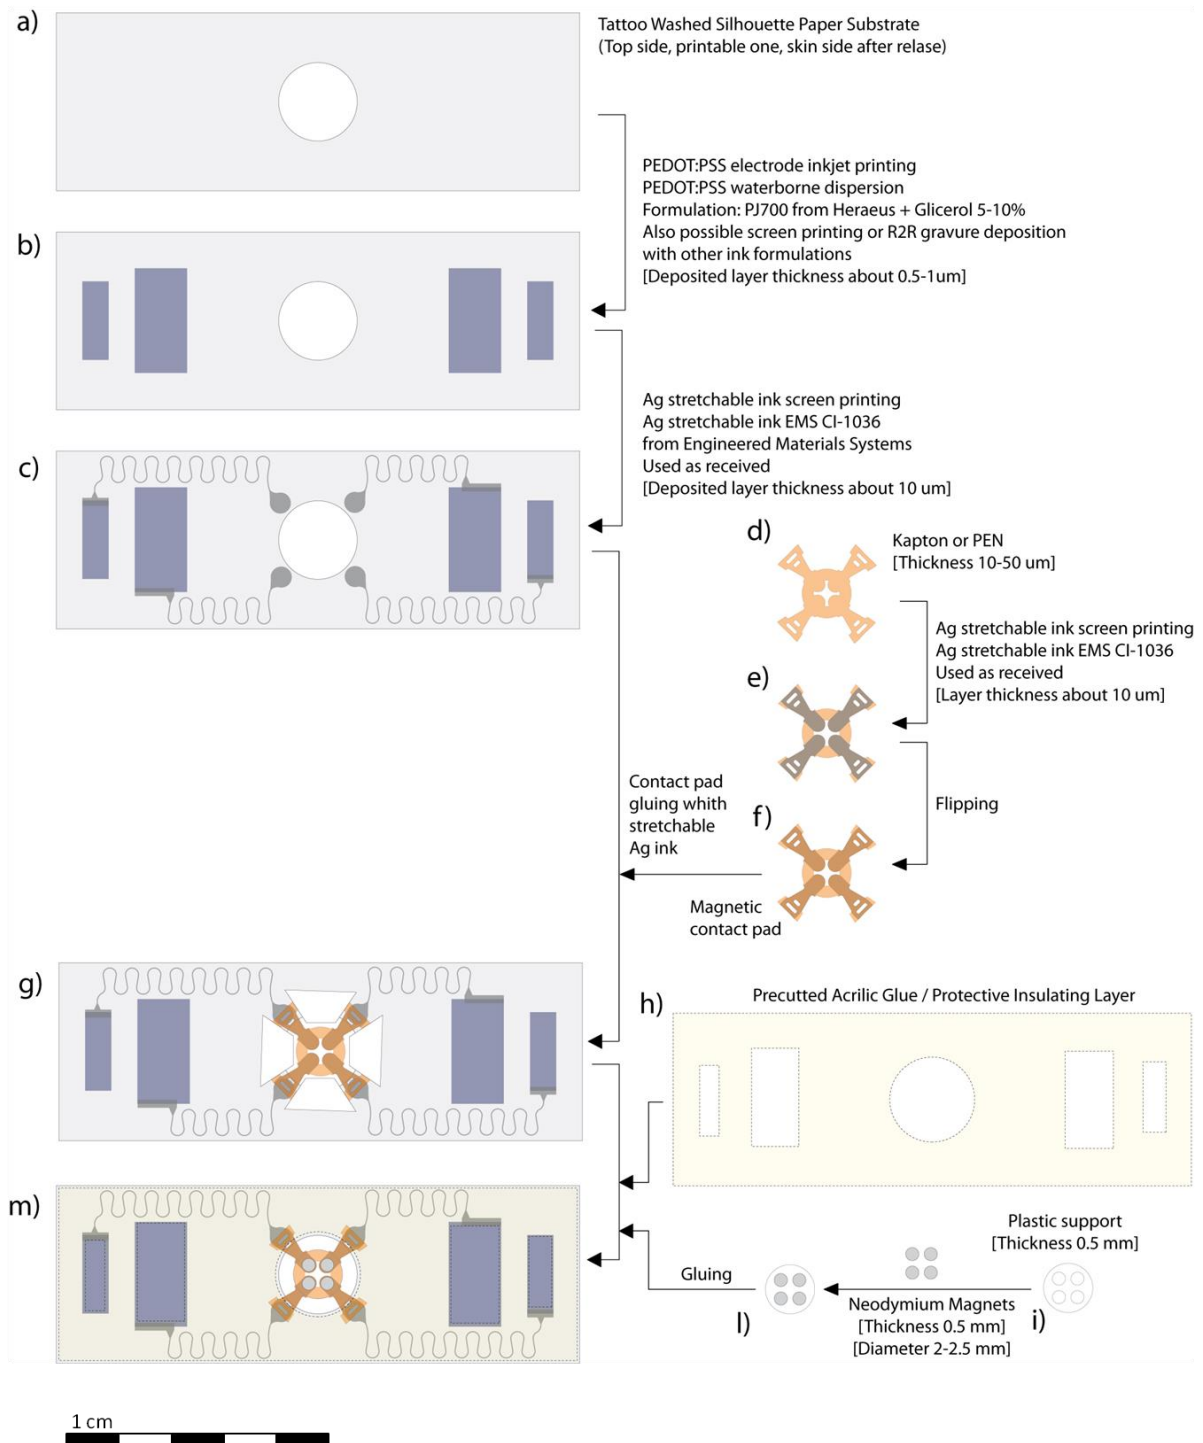 a)
Tattoo Washed Silhouette Paper Substrate
(Top side, printable one, skin side after relase)
PEDOT:PSS electrode inkjet printing
PEDOT:PSS waterborne dispersion
Formulation: PJ700 from Heraeus + Glicerol 5-10%
Also possible screen printing or R2R gravure deposition
with other ink formulations
[Deposited layer thickness about 0.5-1um]
b)
Ag stretchable ink screen printing
Ag stretchable ink EMS CI-1036
from Engineered Materials Systems
Used as received
[Deposited layer thickness about 10 um]
c)
d)
Kapton or PEN
[Thickness 10-50 um]
Ag stretchable ink screen printing
Ag stretchable ink EMS CI-1036
Used as received
[Layer thickness about 10 um]
e)
Flipping
f)
Contact pad
gluing whith
stretchable
Ag ink
Magnetic
contact pad
g)
h)
Precutted Acrilic Glue / Protective Insulating Layer
m)
Plastic support
[Thickness 0.5 mm]
Gluing
l)
Neodymium Magnets
[Thickness 0.5 mm]
[Diameter 2-2.5 mm]
i)
1 cm